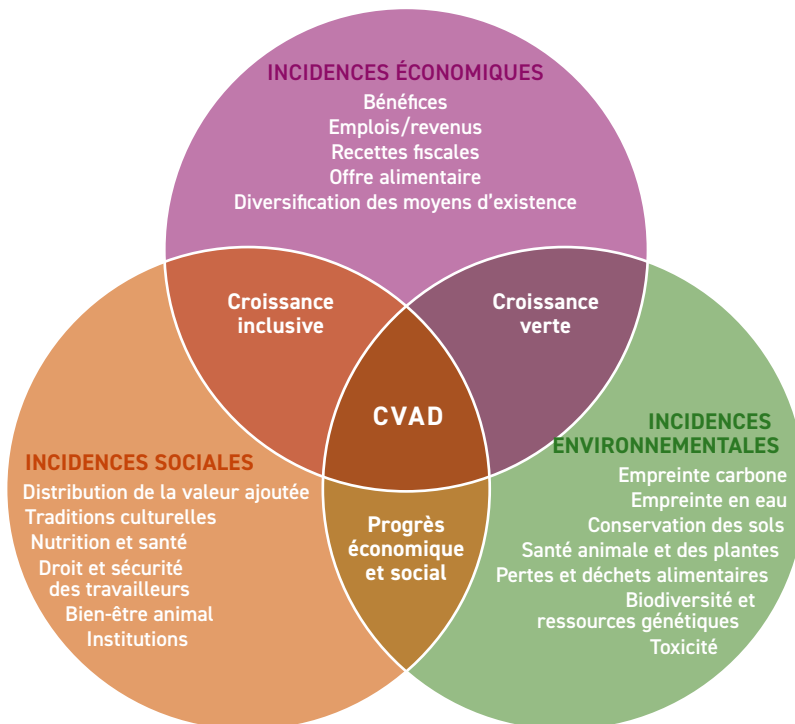 INCIDENCES ÉCONOMIQUES
Bénéfices
Emplois/revenus
Recettes fiscales
Offre alimentaire
Diversification des moyens d'existence
Croissance
inclusive
Croissance
verte
CVAD
INCIDENCES SOCIALES
Distribution de la valeur ajoutée
Traditions culturelles
Nutrition et santé
Droit et sécurité
des travailleurs
Bien-être animal
Institutions
Progrès
économique
et social
INCIDENCES
ENVIRONNEMENTALES
Empreinte carbone
Empreinte en eau
Conservation des sols
Santé animale et des plantes
Pertes et déchets alimentaires
Biodiversité et
ressources génétiques
Toxicité